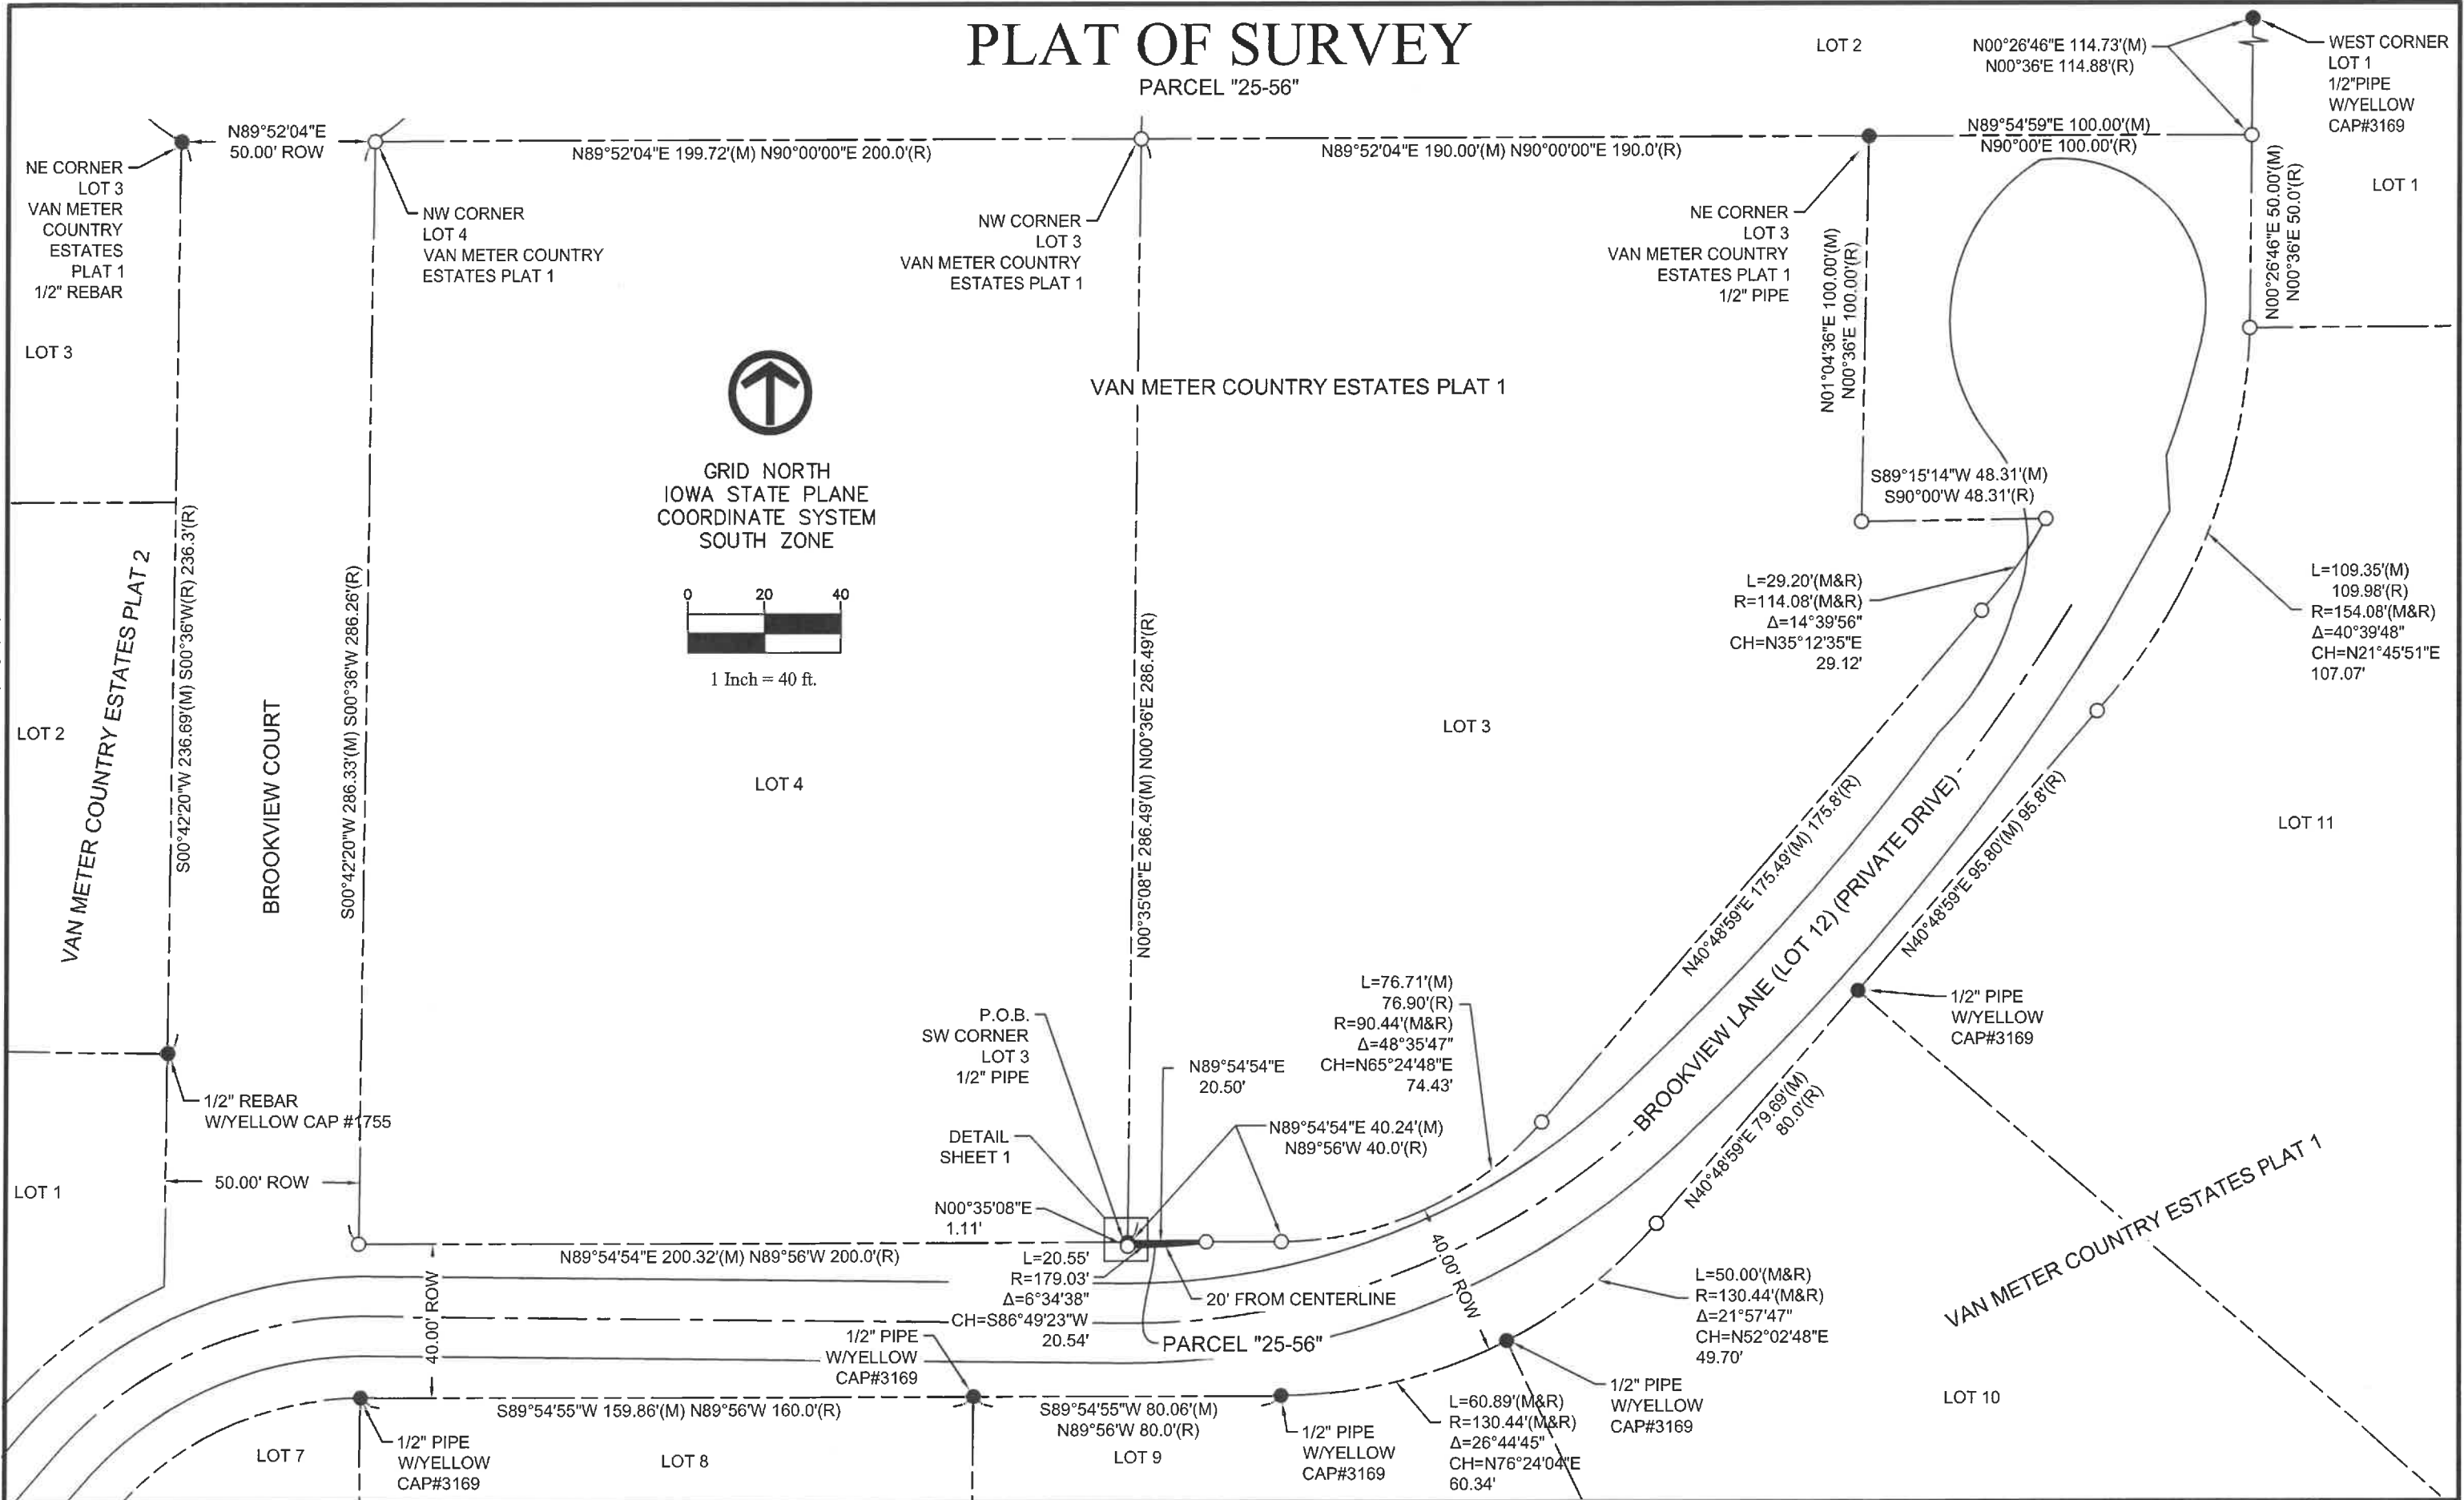 PLAT OF SURVEY
PARCEL "25-56"
LOT 2
N00°26'46"E 114.73'(M)
N00°36'E 114.88'(R)
WEST CORNER
LOT 1
1/2"PIPE
W/YELLOW
CAP#3169
N89°52'04"E
50.00' ROW
N89°52'04"E 199.72'(M) N90°00'00"E 200.0'(R)
N89°52'04"E 190.00'(M) N90°00'00"E 190.0'(R)
N89°54'59"E 100.00'(M)
N90°00'E 100.00'(R)
NE CORNER
LOT 3
VAN METER
COUNTRY
ESTATES
PLAT 1
1/2" REBAR
NW CORNER
LOT 4
VAN METER COUNTRY
ESTATES PLAT 1
NW CORNER
LOT 3
VAN METER COUNTRY
ESTATES PLAT 1
NE CORNER
LOT 3
VAN METER COUNTRY
ESTATES PLAT 1
1/2" PIPE
N01°04'36"E 100.00'(M)
N00°36'E 100.00'(R)
N00°26'46"E 50.00'(M)
N00°36'E 50.0'(R)
LOT 1
LOT 3
VAN METER COUNTRY ESTATES PLAT 1
GRID NORTH
IOWA STATE PLANE
COORDINATE SYSTEM
SOUTH ZONE
0 20 40
1 Inch = 40 ft.
S89°15'14"W 48.31'(M)
S90°00'W 48.31'(R)
L=29.20'(M&R)
R=114.08'(M&R)
Δ=14°39'56"
CH=N35°12'35"E
29.12'
L=109.35'(M)
109.98'(R)
R=154.08'(M&R)
Δ=40°39'48"
CH=N21°45'51"E
107.07'
VAN METER COUNTRY ESTATES PLAT 2
S00°42'20"W 236.69'(M) S00°36'W(R) 236.3'(R)
BROOKVIEW COURT
S00°42'20"W 286.33'(M) S00°36'W 286.26'(R)
N00°35'08"E 286.49'(M) N00°36'E 286.49'(R)
LOT 2
LOT 4
LOT 3
N40°48'59"E 175.49'(M) 175.8'(R)
BROOKVIEW LANE (LOT 12) (PRIVATE DRIVE)
N40°48'59"E 95.80'(M) 95.8'(R)
LOT 11
1/2" PIPE
W/YELLOW
CAP#3169
P.O.B.
SW CORNER
LOT 3
1/2" PIPE
L=76.71'(M)
76.90'(R)
R=90.44'(M&R)
Δ=48°35'47"
CH=N65°24'48"E
74.43'
N89°54'54"E
20.50'
N89°54'54"E 40.24'(M)
N89°56'W 40.0'(R)
DETAIL
SHEET 1
N40°48'59"E 79.69'(M)
80.0'(R)
1/2" REBAR
W/YELLOW CAP #1755
LOT 1
50.00' ROW
N00°35'08"E
1.11'
N89°54'54"E 200.32'(M) N89°56'W 200.0'(R)
L=20.55'
R=179.03'
Δ=6°34'38"
CH=S86°49'23"W
20.54'
20' FROM CENTERLINE
PARCEL "25-56"
40.00' ROW
40.00' ROW
VAN METER COUNTRY ESTATES PLAT 1
L=50.00'(M&R)
R=130.44'(M&R)
Δ=21°57'47"
CH=N52°02'48"E
49.70'
1/2" PIPE
W/YELLOW
CAP#3169
1/2" PIPE
W/YELLOW
CAP#3169
LOT 10
S89°54'55"W 159.86'(M) N89°56'W 160.0'(R)
S89°54'55"W 80.06'(M)
N89°56'W 80.0'(R)
L=60.89'(M&R)
R=130.44'(M&R)
Δ=26°44'45"
CH=N76°24'04"E
60.34'
LOT 7
1/2" PIPE
W/YELLOW
CAP#3169
LOT 8
LOT 9
1/2" PIPE
W/YELLOW
CAP#3169